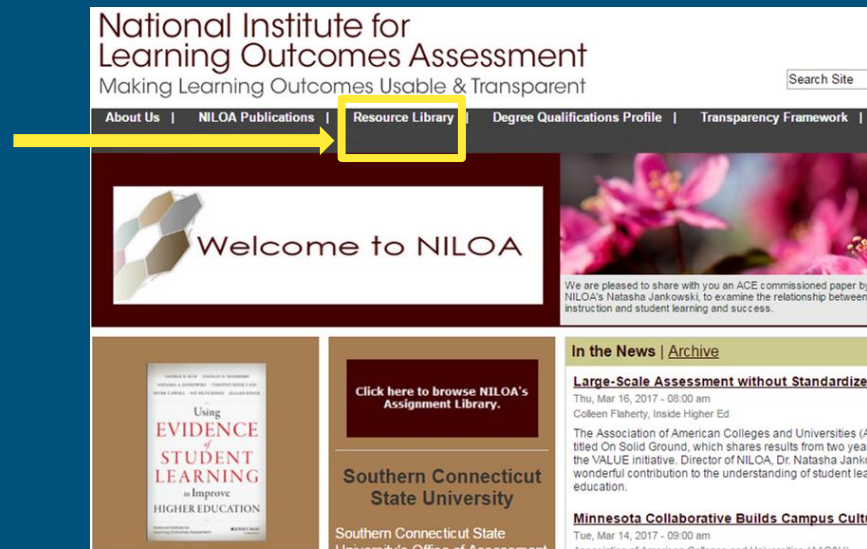 National Institute for
Learning Outcomes Assessment
Making Learning Outcomes Usable & Transparent
Search Site
About Us | NILOA Publications | Resource Library | Degree Qualifications Profile | Transparency Framework |
Welcome to NILOA
We are pleased to share with you an ACE commissioned paper by
NILOA's Natasha Jankowski, to examine the relationship between
instruction and student learning and success.
Using
EVIDENCE
of
STUDENT
LEARNING
to Improve
HIGHER EDUCATION
Click here to browse NILOA's
Assignment Library.
Southern Connecticut
State University
Southern Connecticut State
University's Office of Assessment
In the News | Archive
Large-Scale Assessment without Standardize
Thu, Mar 16, 2017 - 08:00 am
Colleen Flaherty, Inside Higher Ed
The Association of American Colleges and Universities (A
titled On Solid Ground, which shares results from two yea
the VALUE initiative. Director of NILOA, Dr. Natasha Janko
wonderful contribution to the understanding of student lea
education.
Minnesota Collaborative Builds Campus Cultu
Tue, Mar 14, 2017 - 09:00 am